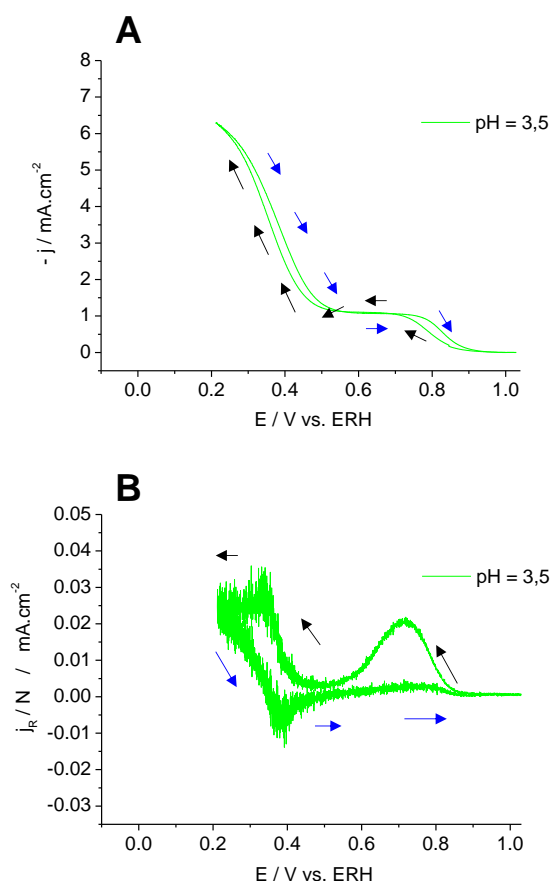 A
7
6
5
4
3
2
1
0
- j / mA.cm⁻²
pH = 3,5
0.0 0.2 0.4 0.6 0.8 1.0
E / V vs. ERH
B
0.05
0.04
0.03
0.02
0.01
0.00
-0.01
-0.02
-0.03
j_R / N / mA.cm⁻²
pH = 3,5
0.0 0.2 0.4 0.6 0.8 1.0
E / V vs. ERH